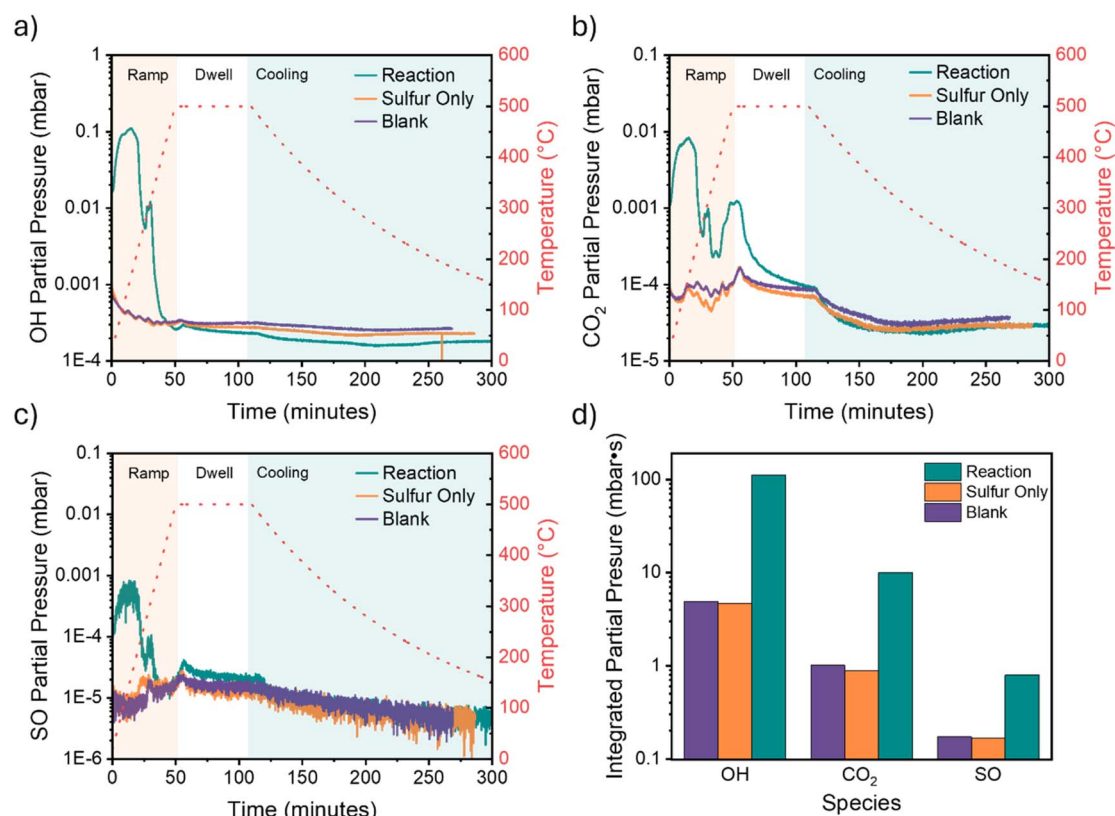 a)
OH Partial Pressure (mbar)
1
0.1
0.01
0.001
1E-4
Ramp
Dwell
Cooling
Reaction
Sulfur Only
Blank
600
500
400
300
200
100
0
Temperature (°C)
0
50
100
150
200
250
300
Time (minutes)
b)
CO2 Partial Pressure (mbar)
0.1
0.01
0.001
1E-4
1E-5
Ramp
Dwell
Cooling
Reaction
Sulfur Only
Blank
600
500
400
300
200
100
0
Temperature (°C)
0
50
100
150
200
250
300
Time (minutes)
c)
SO Partial Pressure (mbar)
0.1
0.01
0.001
1E-4
1E-5
1E-6
Ramp
Dwell
Cooling
Reaction
Sulfur Only
Blank
600
500
400
300
200
100
0
Temperature (°C)
0
50
100
150
200
250
300
Time (minutes)
d)
Integrated Partial Presure (mbar•s)
100
10
1
0.1
Reaction
Sulfur Only
Blank
OH
CO2
SO
Species